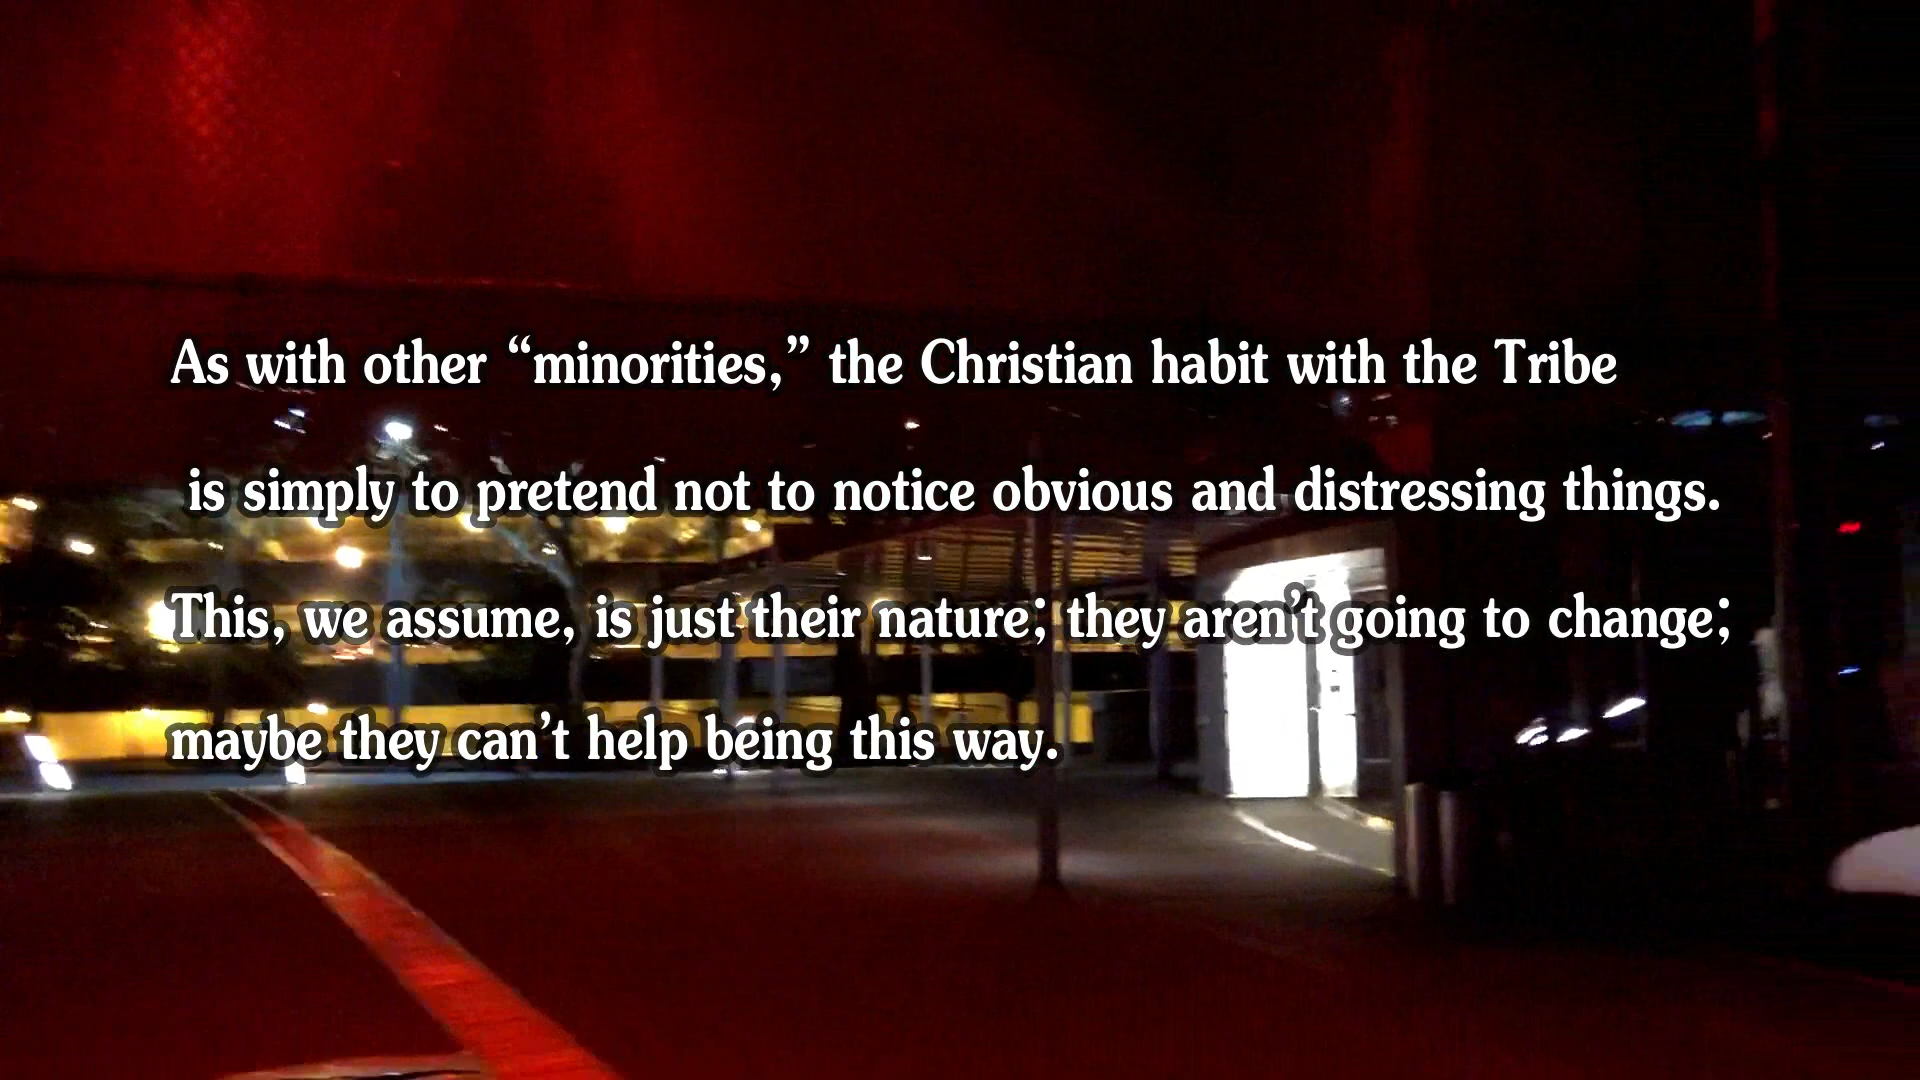 As with other “minorities,” the Christian habit with the Tribe
is simply to pretend not to notice obvious and distressing things.
This, we assume, is just their nature; they aren’t going to change;
maybe they can’t help being this way.